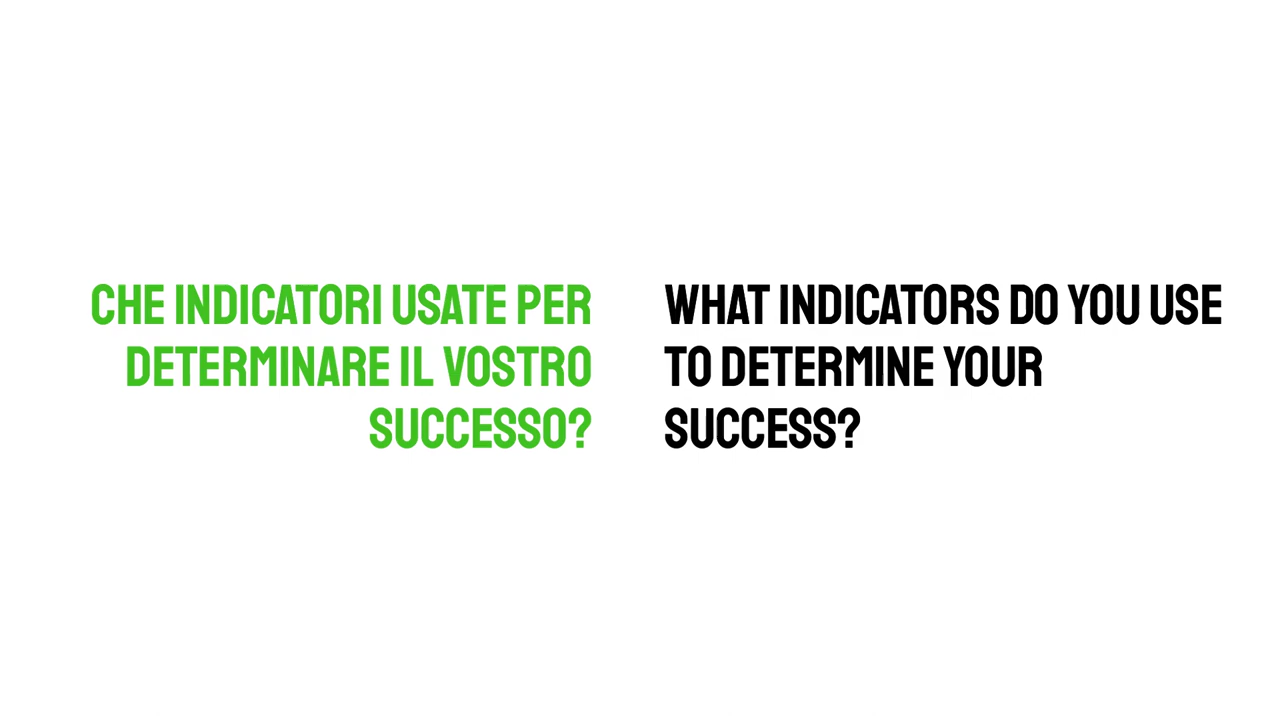 CHE INDICATORI USATE PER
DETERMINARE IL VOSTRO
SUCCESSO?
WHAT INDICATORS DO YOU USE
TO DETERMINE YOUR
SUCCESS?